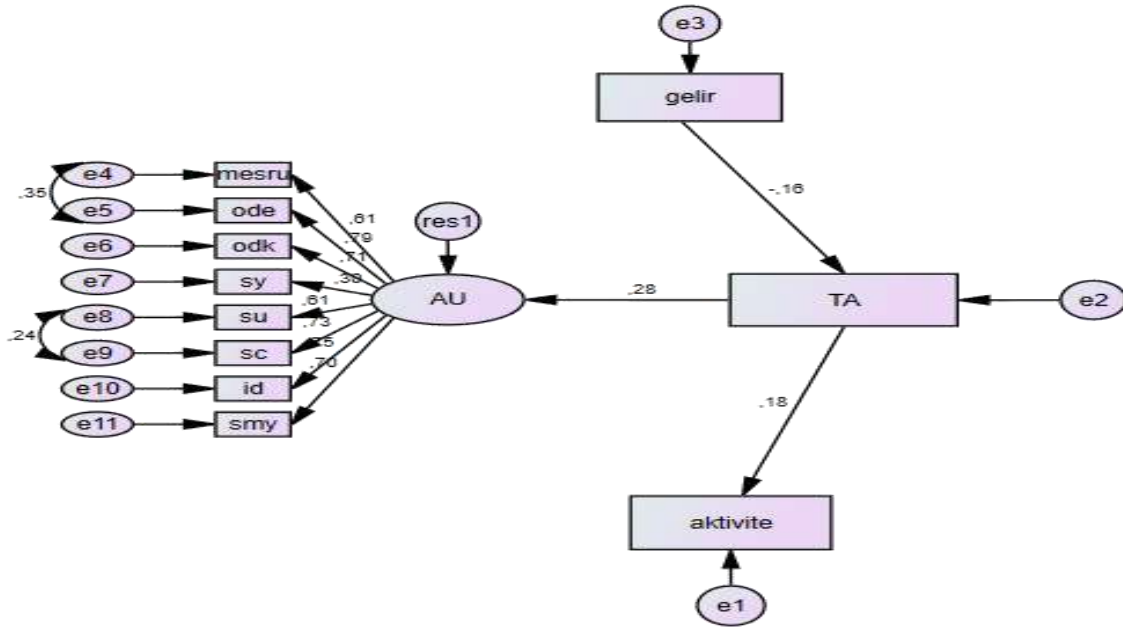 e3
gelir
-.16
e4
mesru
.35
e5
ode
.61
res1
.79
e6
odk
.71
e7
sy
.38
AU
.28
TA
e2
e8
su
.61
.24
.73
e9
sc
.75
e10
id
.70
e11
smy
.18
aktivite
e1